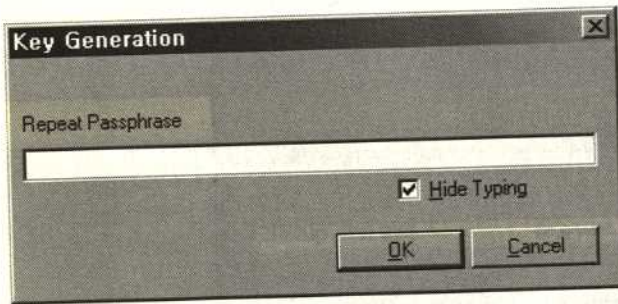 Key Generation
Repeat Passphrase
Hide Typing
OK
Cancel